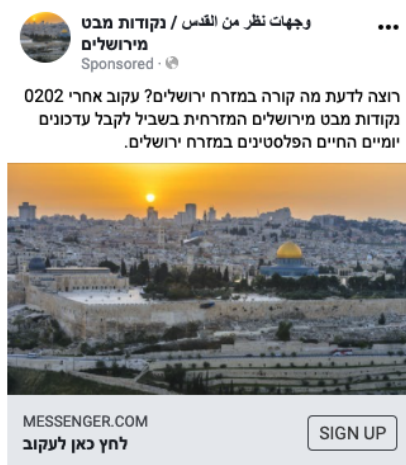 وجهات نظر من القدس / נקודות מבט
מירושלים
Sponsored ·
רוצה לדעת מה קורה במזרח ירושלים? עקוב אחרי 0202
נקודות מבט מירושלים המזרחית בשביל לקבל עדכונים
יומיים החיים הפלסטינים במזרח ירושלים.
MESSENGER.COM
לחץ כאן לעקוב
SIGN UP